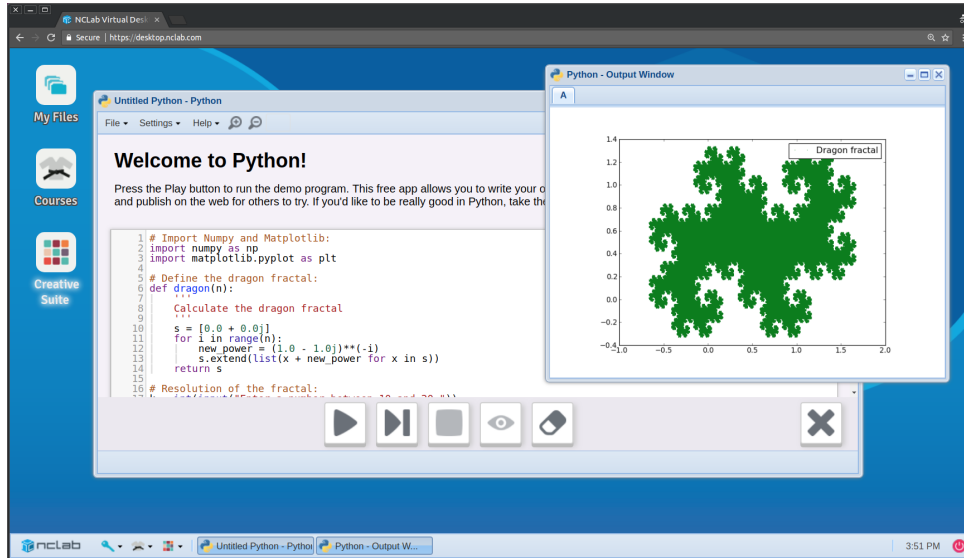 NCLab Virtual Desk
Secure | https://desktop.nclab.com
My Files
Courses
Creative
Suite
Untitled Python - Python
File Settings Help
Welcome to Python!
Press the Play button to run the demo program. This free app allows you to write your o
and publish on the web for others to try. If you'd like to be really good in Python, take the
1 # Import Numpy and Matplotlib:
2 import numpy as np
3 import matplotlib.pyplot as plt
4
5 # Define the dragon fractal:
6 def dragon(n):
7 '''
8 Calculate the dragon fractal
9 '''
10 s = [0.0 + 0.0j]
11 for i in range(n):
12 new_power = (1.0 - 1.0j)**(-i)
13 s.extend(list(x + new_power for x in s))
14 return s
15
16 # Resolution of the fractal:
Python - Output Window
A
Dragon fractal
1.4
1.2
1.0
0.8
0.6
0.4
0.2
0.0
−0.2
−0.4
−1.0 −0.5 0.0 0.5 1.0 1.5 2.0
nclab
Untitled Python - Python
Python - Output W...
3:51 PM